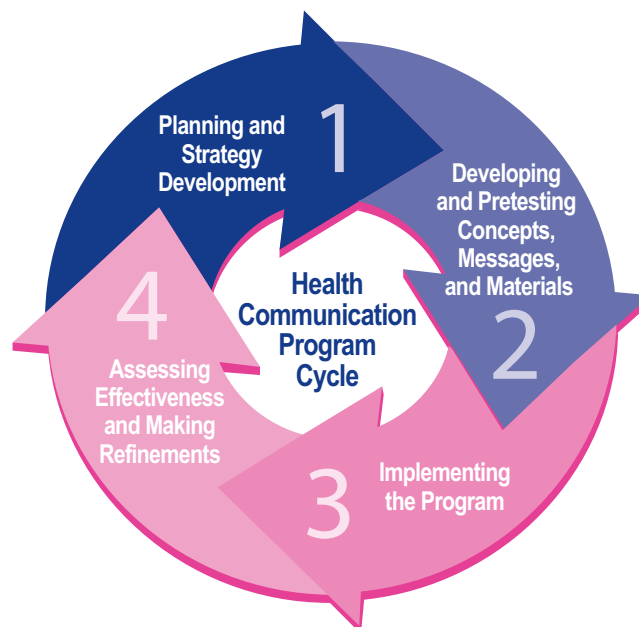 Health
Communication
Program
Cycle
1
Planning and
Strategy
Development
2
Developing
and Pretesting
Concepts,
Messages,
and Materials
3
Implementing
the Program
4
Assessing
Effectiveness
and Making
Refinements